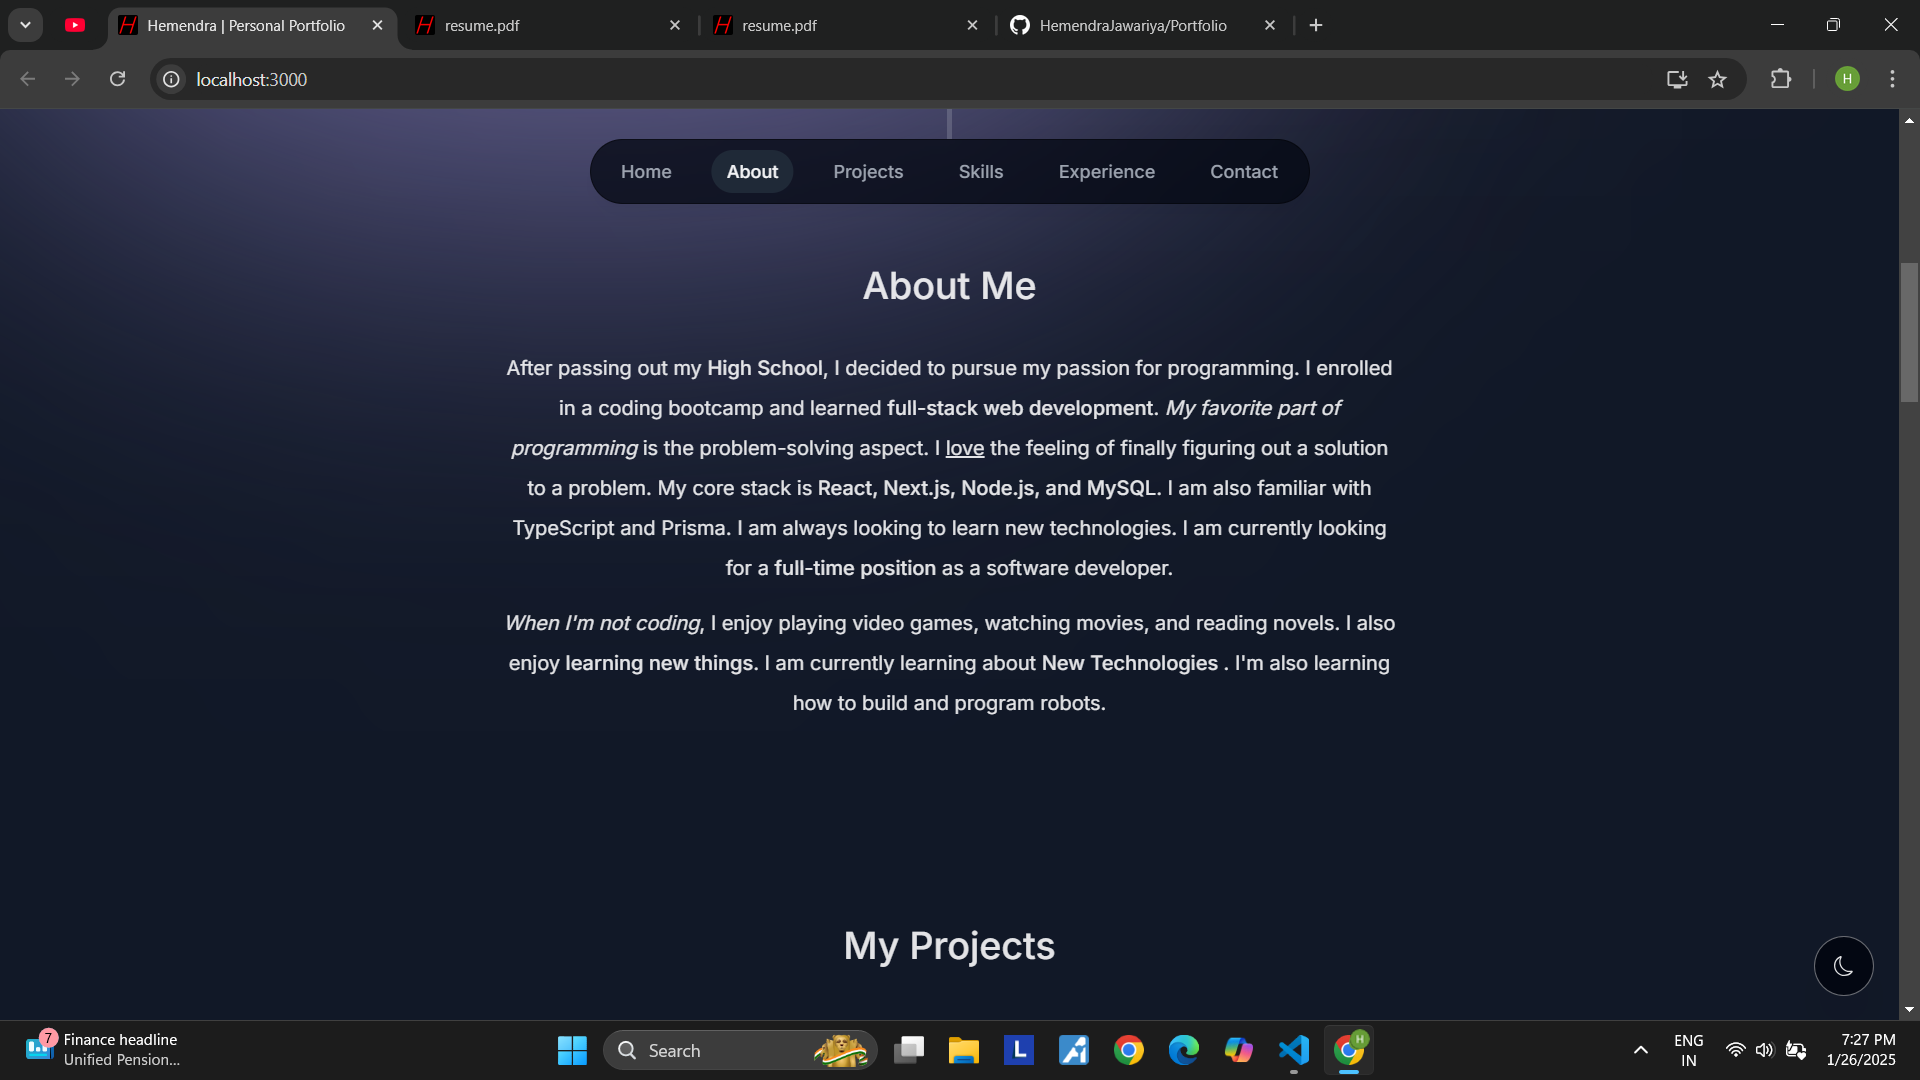 Hemendra | Personal Portfolio
resume.pdf
resume.pdf
HemendraJawariya/Portfolio
localhost:3000
H
Home
About
Projects
Skills
Experience
Contact
About Me
After passing out my High School, I decided to pursue my passion for programming. I enrolled
in a coding bootcamp and learned full-stack web development. My favorite part of
programming is the problem-solving aspect. I love the feeling of finally figuring out a solution
to a problem. My core stack is React, Next.js, Node.js, and MySQL. I am also familiar with
TypeScript and Prisma. I am always looking to learn new technologies. I am currently looking
for a full-time position as a software developer.
When I'm not coding, I enjoy playing video games, watching movies, and reading novels. I also
enjoy learning new things. I am currently learning about New Technologies . I'm also learning
how to build and program robots.
My Projects
7
Finance headline
Unified Pension...
Search
L
H
ENG
IN
7:27 PM
1/26/2025